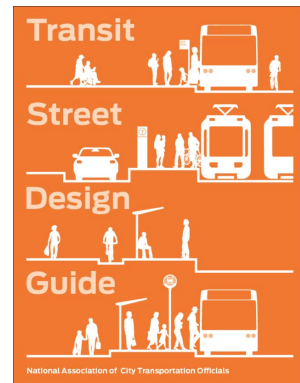 Transit
Street
Design
Guide
National Association of City Transportation Officials